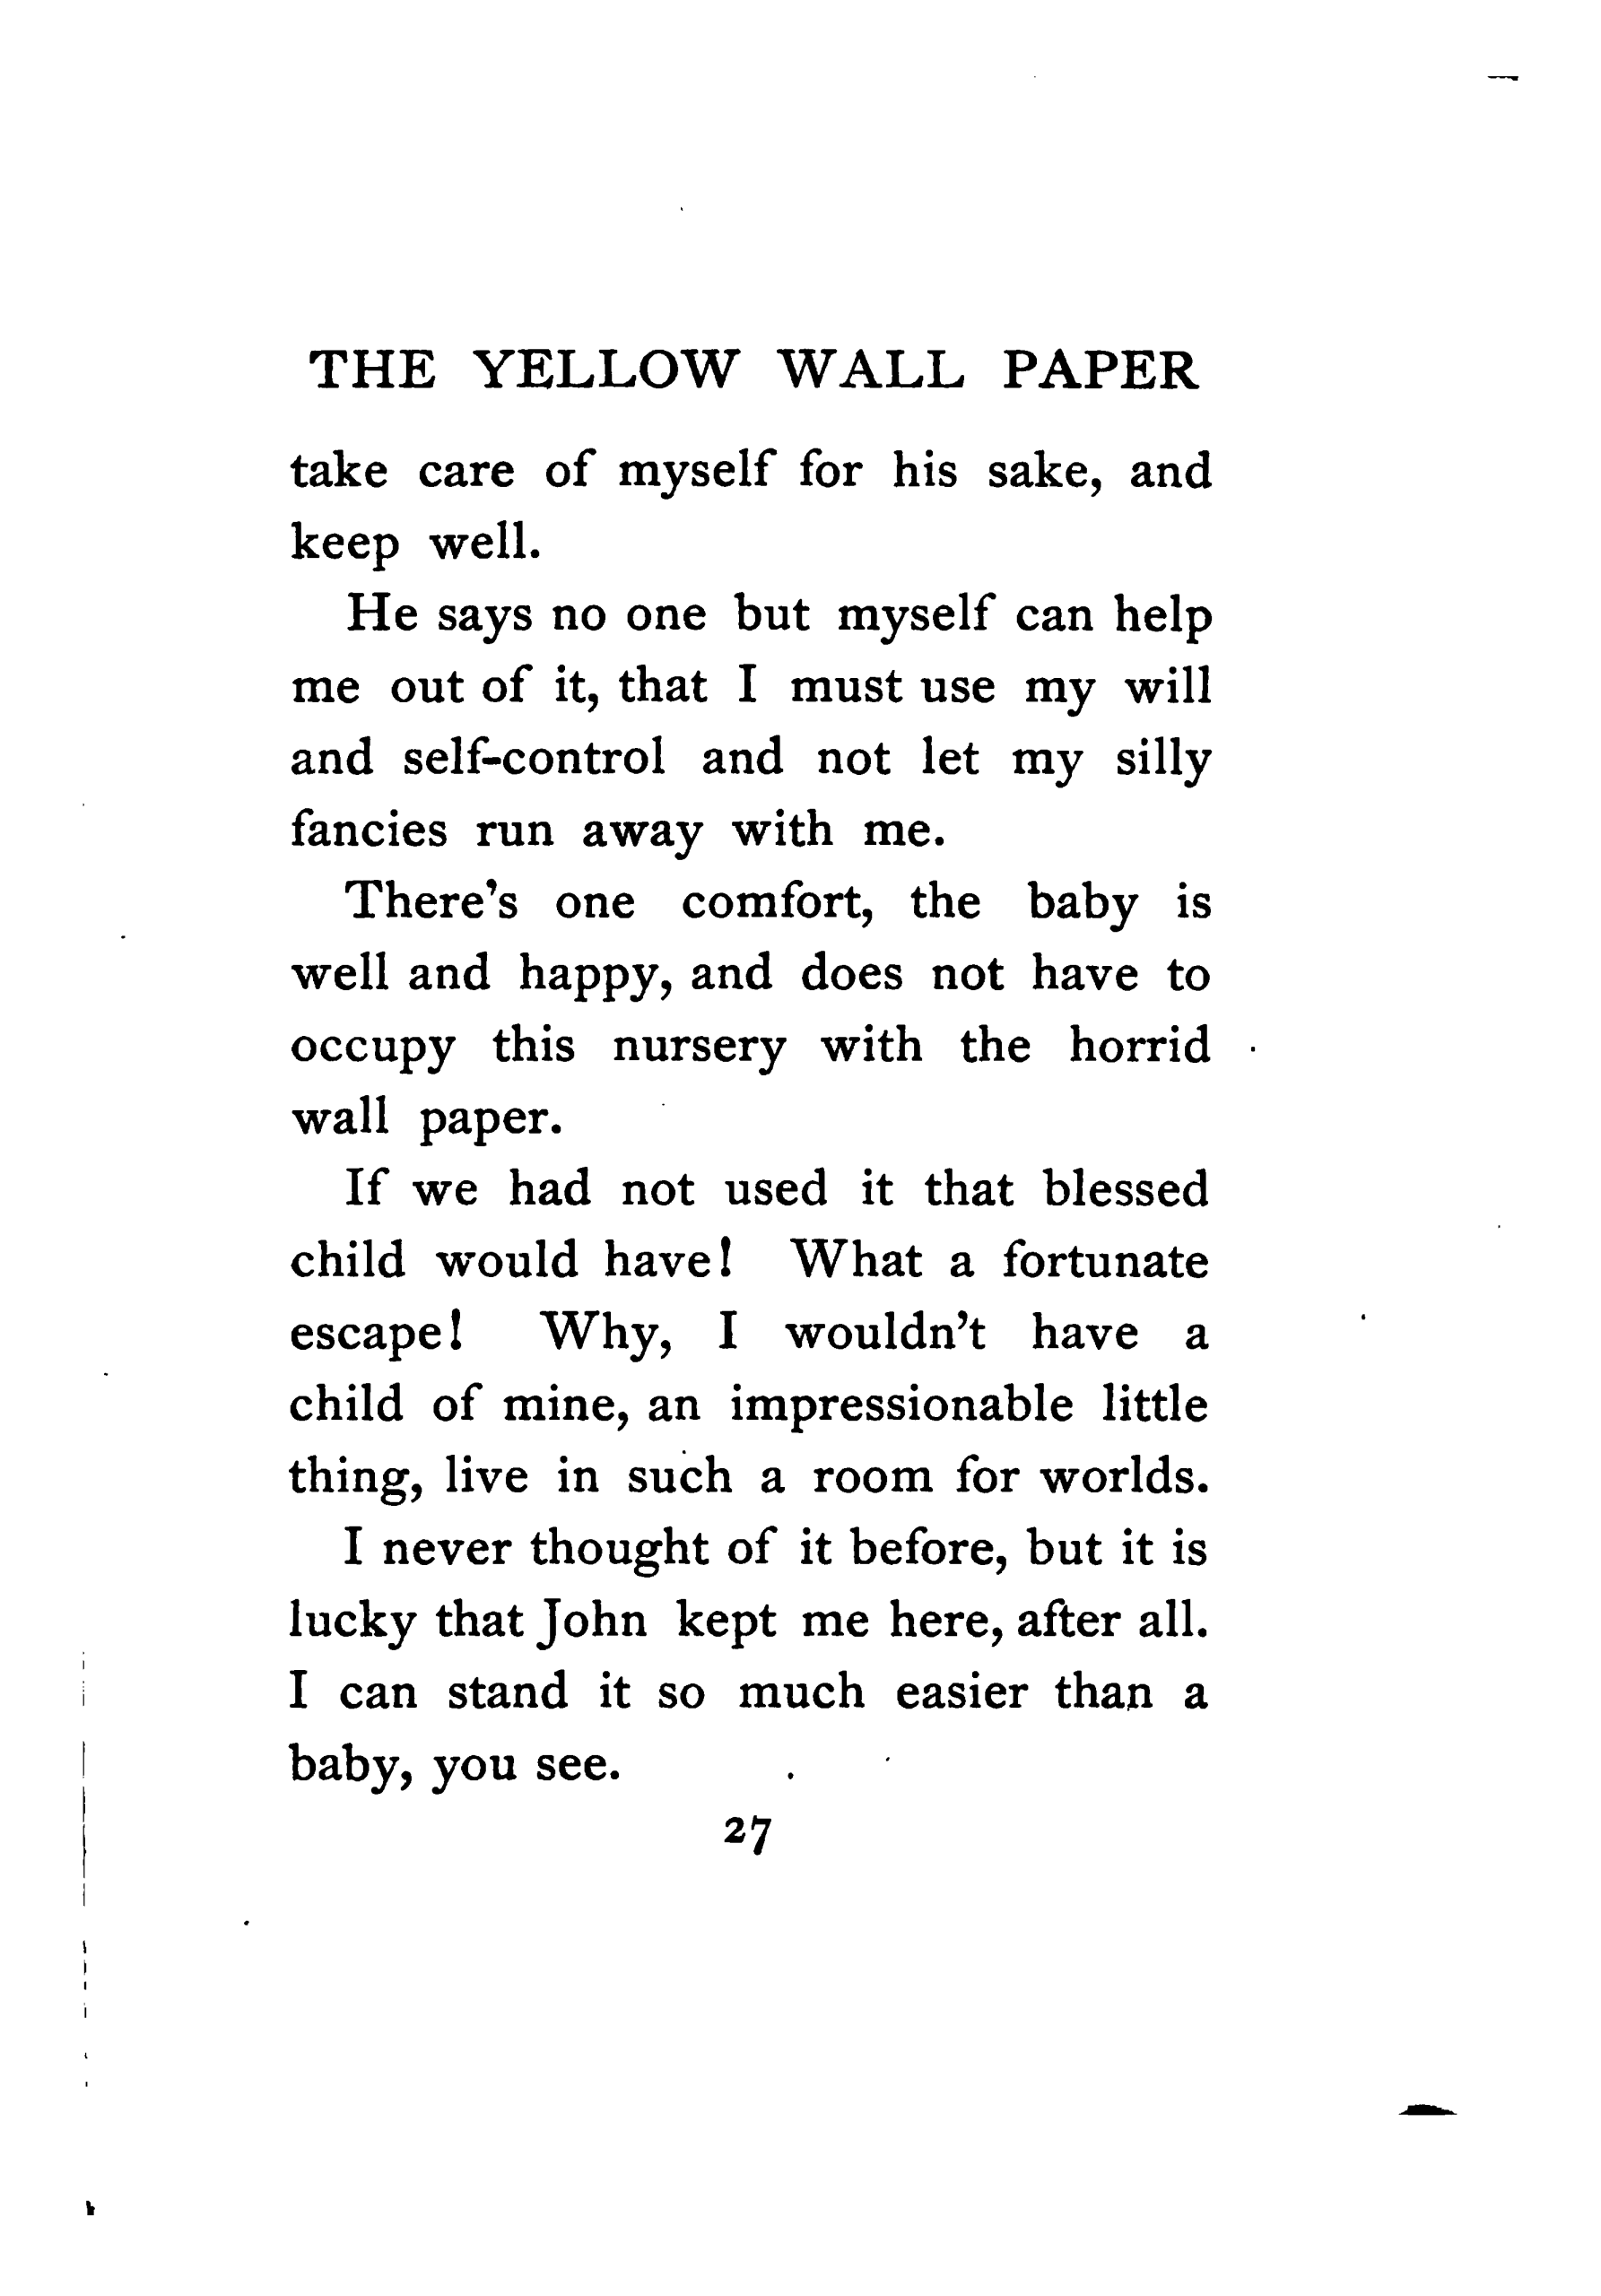 THE YELLOW WALL PAPER
take care of myself for his sake, and
keep well.
He says no one but myself can help
me out of it, that I must use my will
and self-control and not let my silly
fancies run away with me.
There's one comfort, the baby is
well and happy, and does not have to
occupy this nursery with the horrid
wall paper.
If we had not used it that blessed
child would have! What a fortunate
escape! Why, I wouldn't have a
child of mine, an impressionable little
thing, live in such a room for worlds.
I never thought of it before, but it is
lucky that John kept me here, after all.
I can stand it so much easier than a
baby, you see.
27